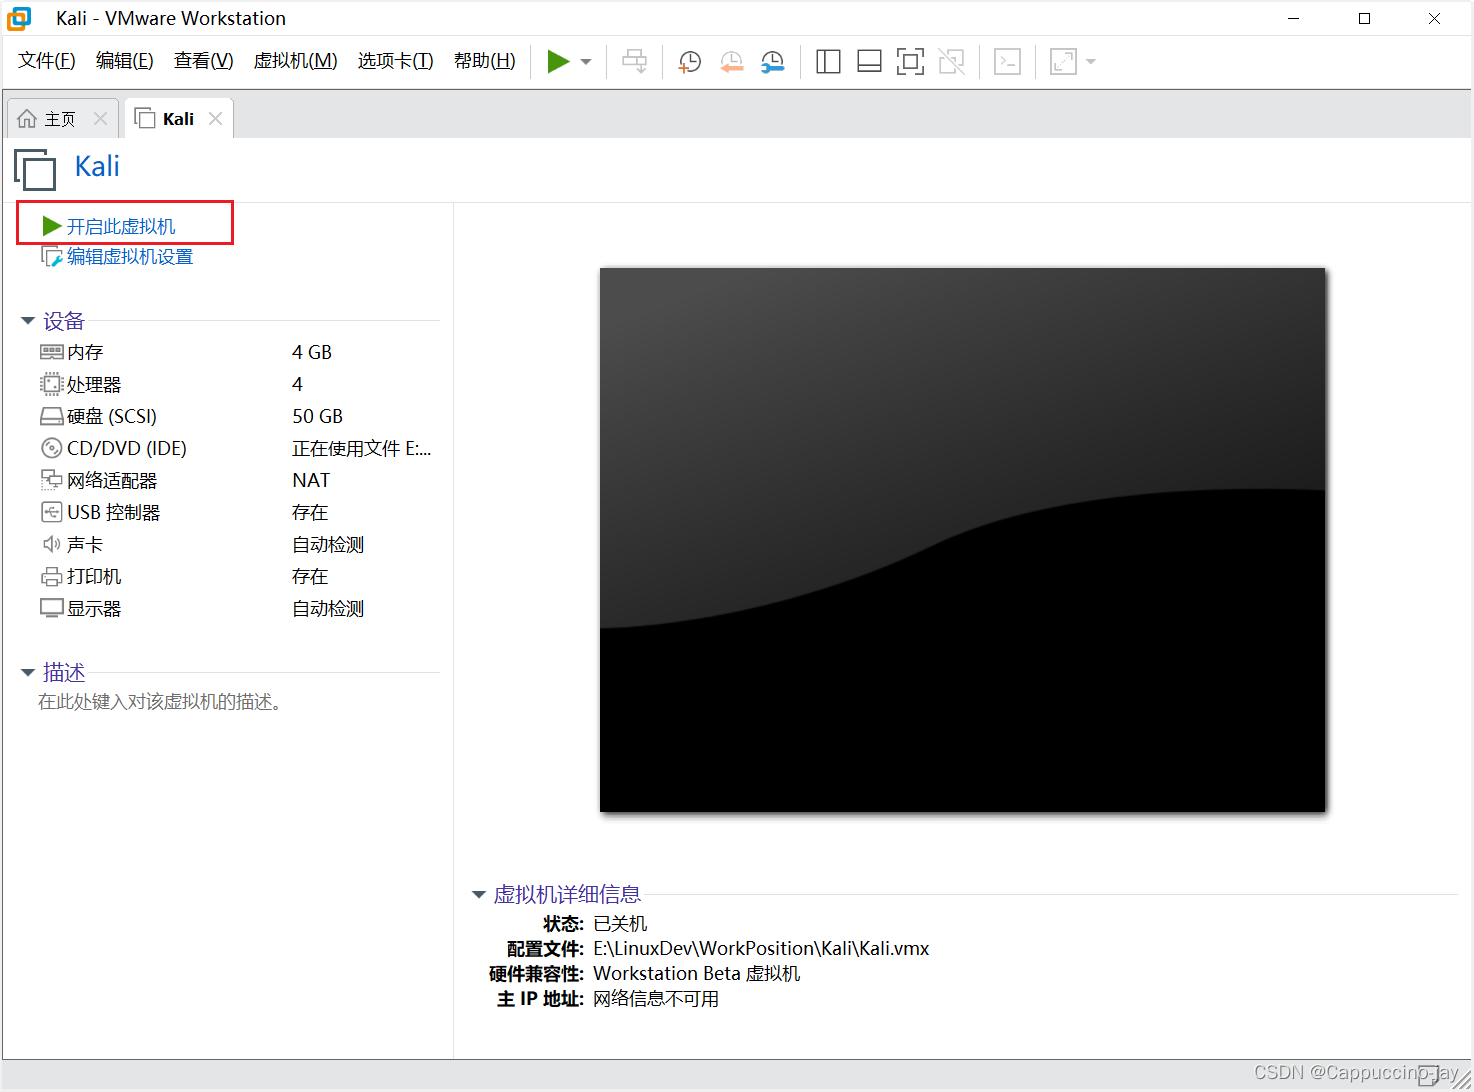 Kali - VMware Workstation
文件(F) 编辑(E) 查看(V) 虚拟机(M) 选项卡(T) 帮助(H)
主页 Kali
Kali
开启此虚拟机
编辑虚拟机设置
设备
内存 4 GB
处理器 4
硬盘 (SCSI) 50 GB
CD/DVD (IDE) 正在使用文件 E:...
网络适配器 NAT
USB 控制器 存在
声卡 自动检测
打印机 存在
显示器 自动检测
描述
在此处键入对该虚拟机的描述。
虚拟机详细信息
状态: 已关机
配置文件: E:\LinuxDev\WorkPosition\Kali\Kali.vmx
硬件兼容性: Workstation Beta 虚拟机
主 IP 地址: 网络信息不可用
CSDN @Cappuccino-jay